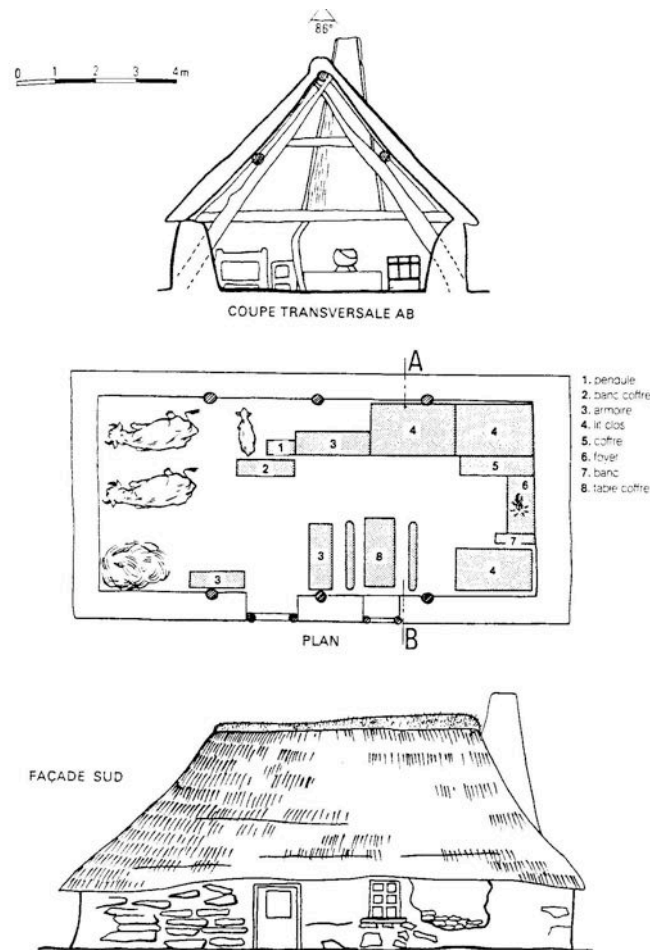 86°
0 1 2 3 4 m
COUPE TRANSVERSALE AB
A
1. pendule
2. banc coffre
3. armoire
4. lit clos
5. coffre
6. foyer
7. banc
8. table coffre
4 4
1 3
2 5
6
7
3 8
4
3
PLAN B
FAÇADE SUD